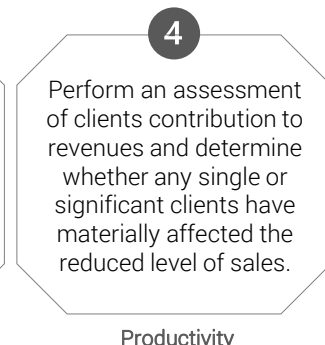 4
Perform an assessment
of clients contribution to
revenues and determine
whether any single or
significant clients have
materially affected the
reduced level of sales.
Productivity